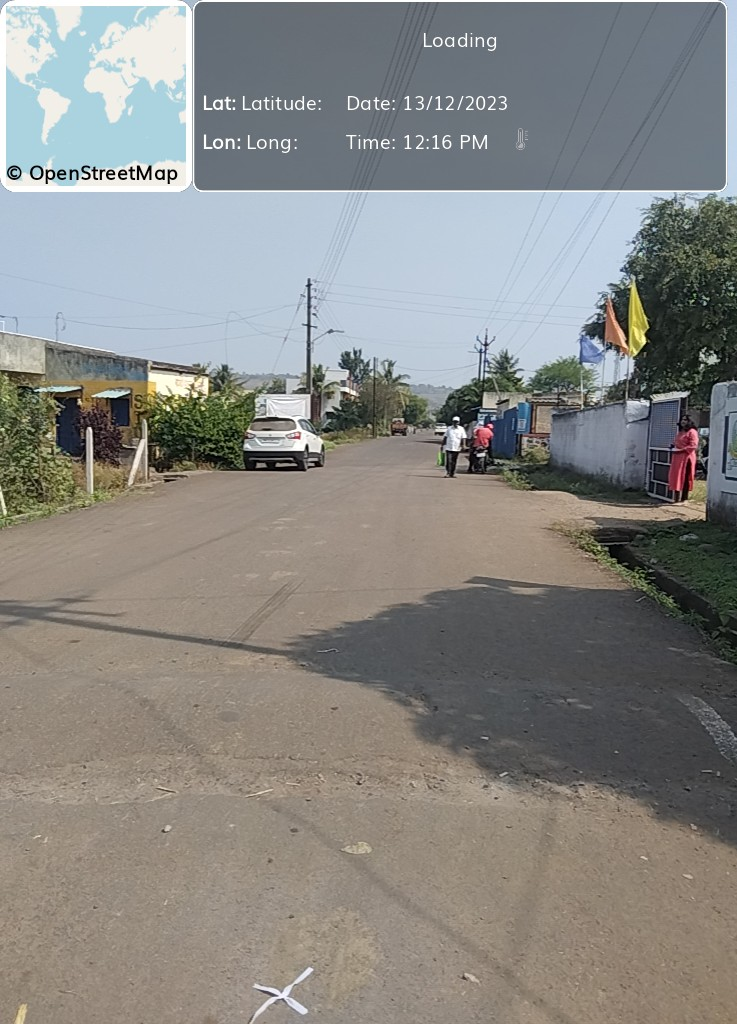 Loading
Lat: Latitude: Date: 13/12/2023
Lon: Long: Time: 12:16 PM
© OpenStreetMap